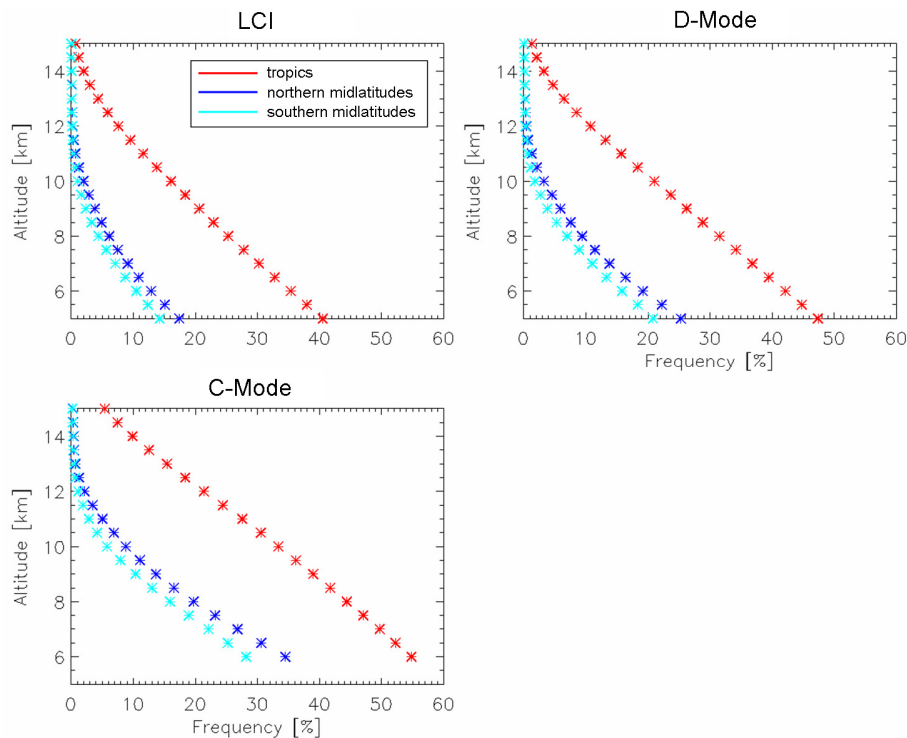 LCI
14
12
10
8
6
Altitude [km]
tropics
northern midlatitudes
southern midlatitudes
0 10 20 30 40 50 60
D-Mode
14
12
10
8
6
Altitude [km]
0 10 20 30 40 50 60
Frequency [%]
C-Mode
14
12
10
8
6
Altitude [km]
0 10 20 30 40 50 60
Frequency [%]